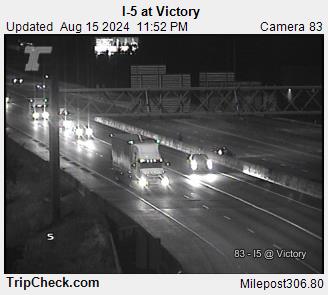 I-5 at Victory
Updated Aug 15 2024 11:52 PM
Camera 83
T
S
83 - I5 @ Victory
TripCheck.com
Milepost306.80